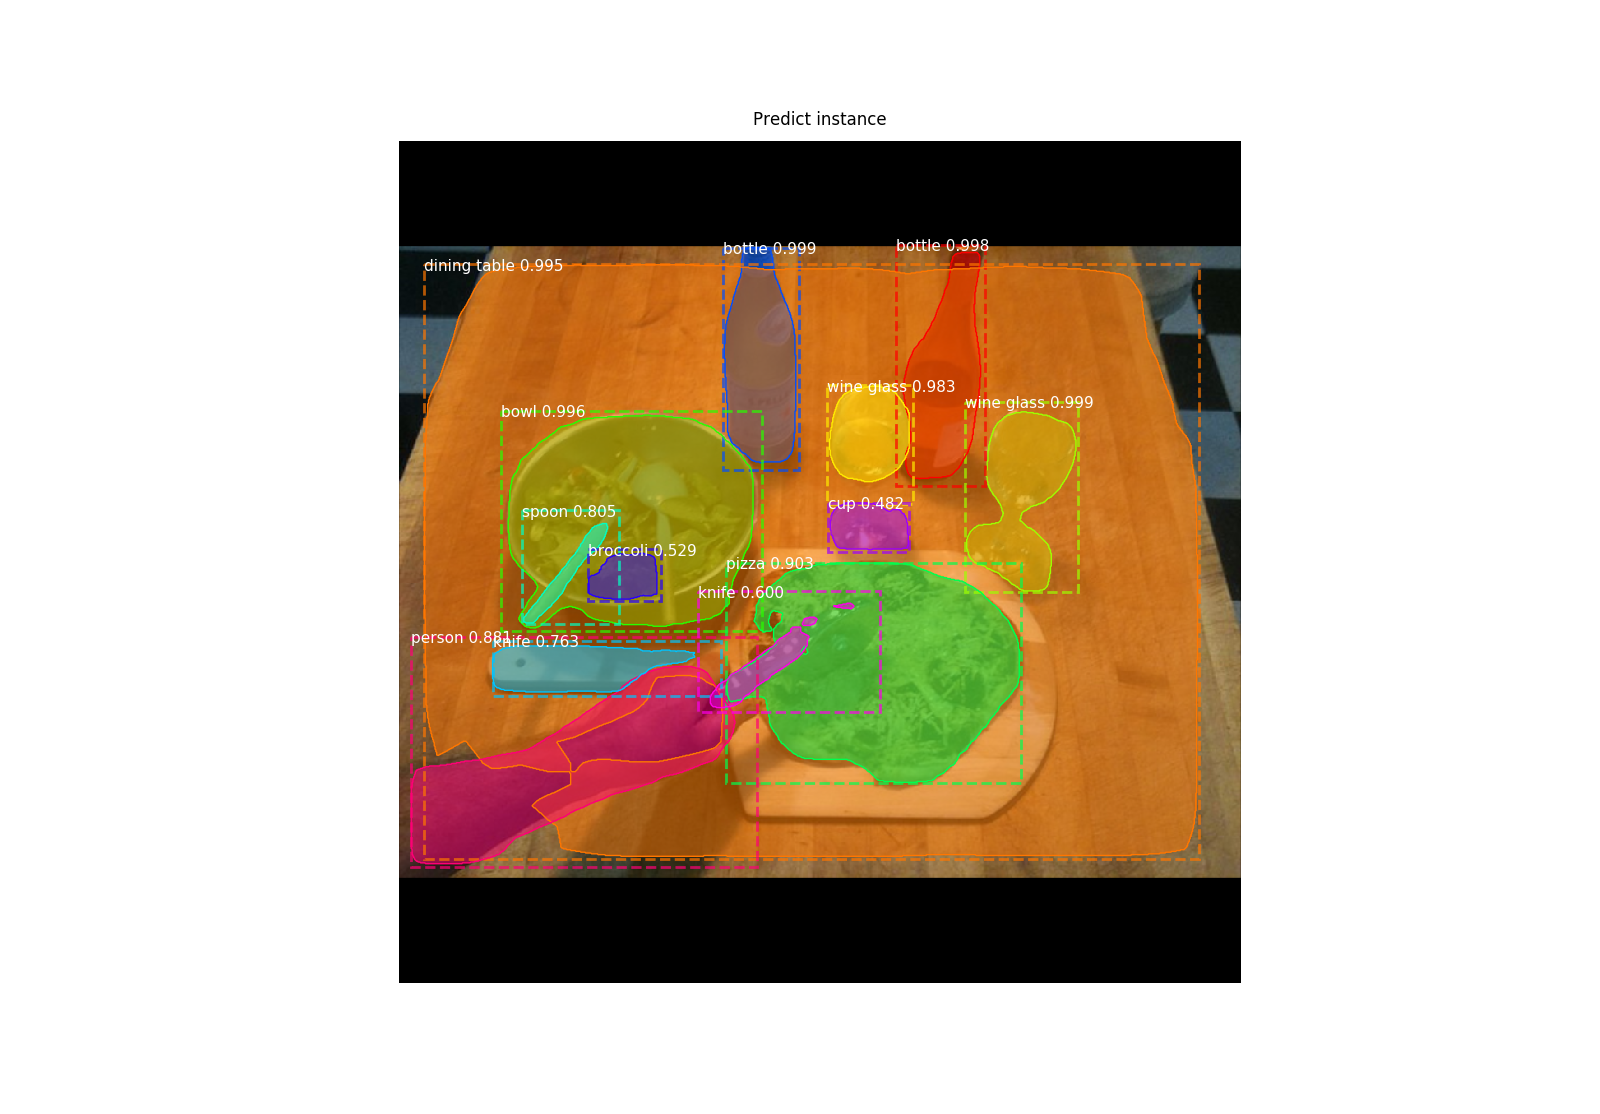 Predict instance
bottle 0.998
bottle 0.999
dining table 0.995
wine glass 0.983
wine glass 0.999
bowl 0.996
cup 0.482
spoon 0.805
broccoli 0.529
pizza 0.903
knife 0.600
person 0.881
knife 0.763